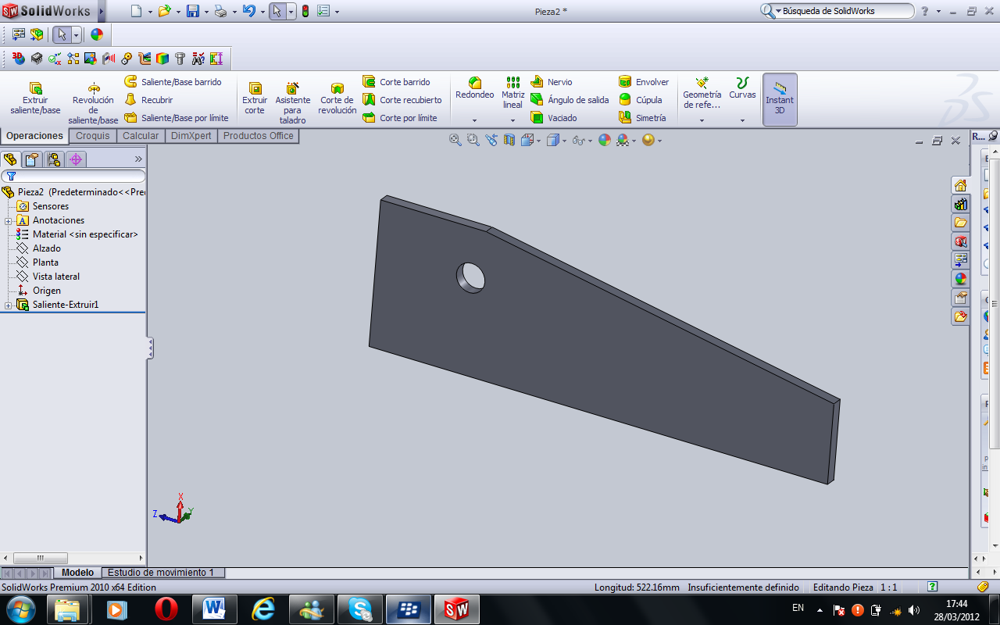 SolidWorks
Pieza2 *
Búsqueda de SolidWorks
Extruir
saliente/base
Revolución
de
saliente/base
Saliente/Base barrido
Recubrir
Saliente/Base por límite
Extruir
corte
Asistente
para
taladro
Corte de
revolución
Corte barrido
Corte recubierto
Corte por límite
Redondeo
Matriz
lineal
Nervio
Ángulo de salida
Vaciado
Envolver
Cúpula
Simetría
Geometría
de refe...
Curvas
Instant
3D
Operaciones
Croquis
Calcular
DimXpert
Productos Office
R...
Pieza2 (Predeterminado<<Pre
Sensores
Anotaciones
Material <sin especificar>
Alzado
Planta
Vista lateral
Origen
Saliente-Extruir1
X
Y
Z
Modelo
Estudio de movimiento 1
SolidWorks Premium 2010 x64 Edition
Longitud: 522.16mm
Insuficientemente definido
Editando Pieza
1 : 1
EN
17:44
28/03/2012